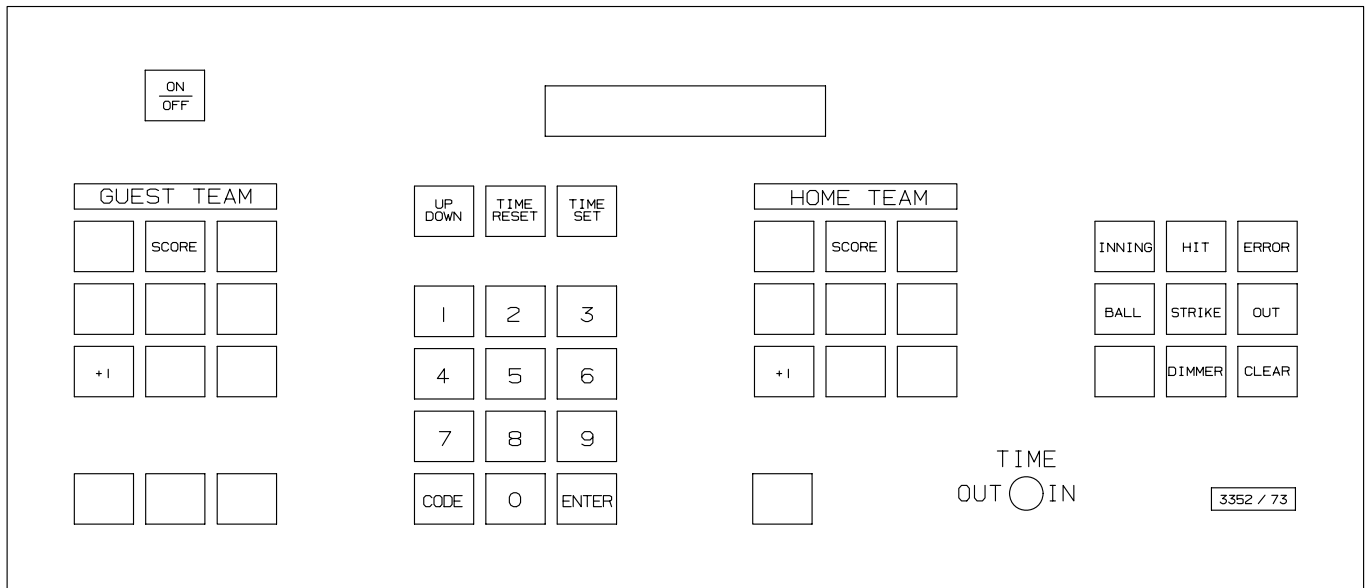 ON
OFF
GUEST TEAM
SCORE
+1
UP
DOWN
TIME
RESET
TIME
SET
1 2 3
4 5 6
7 8 9
CODE 0 ENTER
HOME TEAM
SCORE
+1
INNING HIT ERROR
BALL STRIKE OUT
DIMMER CLEAR
TIME
OUT IN
3352 / 73